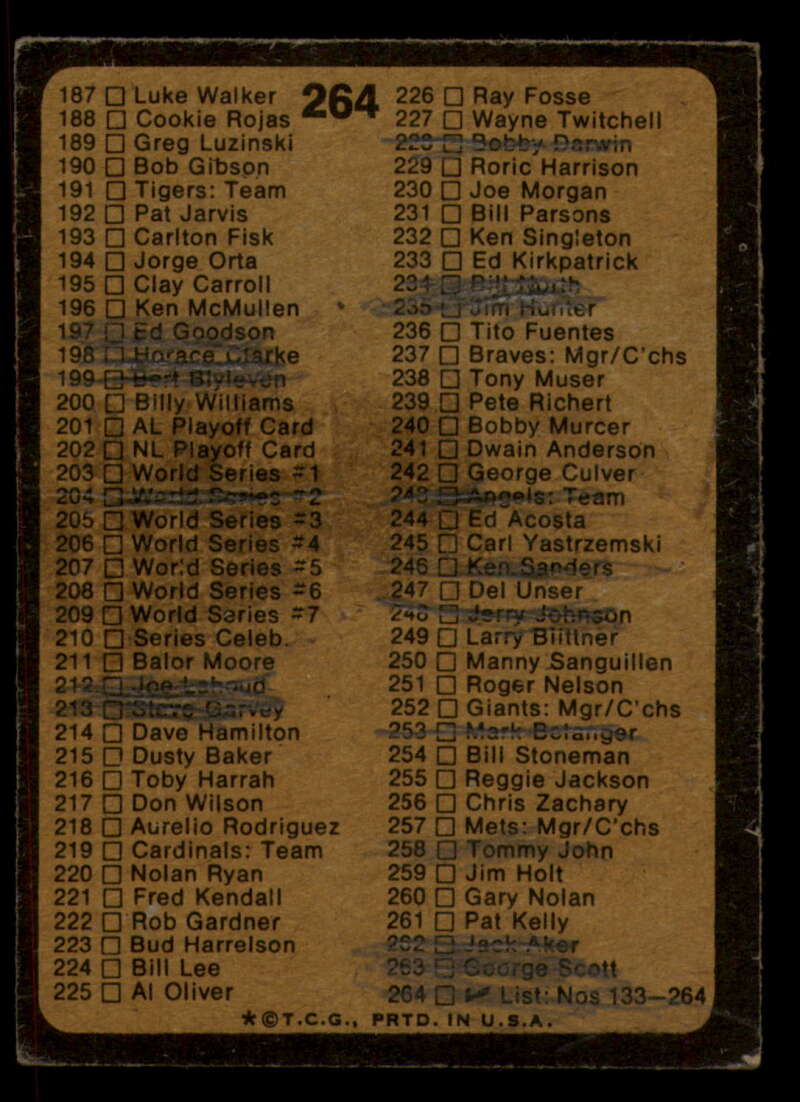 264
187 Luke Walker
188 Cookie Rojas
189 Greg Luzinski
190 Bob Gibson
191 Tigers: Team
192 Pat Jarvis
193 Carlton Fisk
194 Jorge Orta
195 Clay Carroll
196 Ken McMullen
197 Ed Goodson
198 Horace Clarke
199 Bert Blyleven
200 Billy Williams
201 AL Playoff Card
202 NL Playoff Card
203 World Series #1
204 World Series #2
205 World Series #3
206 World Series #4
207 World Series #5
208 World Series #6
209 World Series #7
210 Series Celeb.
211 Balor Moore
212 Joe Lahoud
213 Steve Garvey
214 Dave Hamilton
215 Dusty Baker
216 Toby Harrah
217 Don Wilson
218 Aurelio Rodriguez
219 Cardinals: Team
220 Nolan Ryan
221 Fred Kendall
222 Rob Gardner
223 Bud Harrelson
224 Bill Lee
225 Al Oliver
226 Ray Fosse
227 Wayne Twitchell
228 Bobby Darwin
229 Roric Harrison
230 Joe Morgan
231 Bill Parsons
232 Ken Singleton
233 Ed Kirkpatrick
234 Bill North
235 Jim Hunter
236 Tito Fuentes
237 Braves: Mgr/C'chs
238 Tony Muser
239 Pete Richert
240 Bobby Murcer
241 Dwain Anderson
242 George Culver
243 Angels: Team
244 Ed Acosta
245 Carl Yastrzemski
246 Ken Sanders
247 Del Unser
248 Jerry Johnson
249 Larry Biittner
250 Manny Sanguillen
251 Roger Nelson
252 Giants: Mgr/C'chs
253 Mark Belanger
254 Bill Stoneman
255 Reggie Jackson
256 Chris Zachary
257 Mets: Mgr/C'chs
258 Tommy John
259 Jim Holt
260 Gary Nolan
261 Pat Kelly
262 Jack Aker
263 George Scott
264 ✔ List: Nos 133–264
*©T.C.G., PRTD. IN U.S.A.